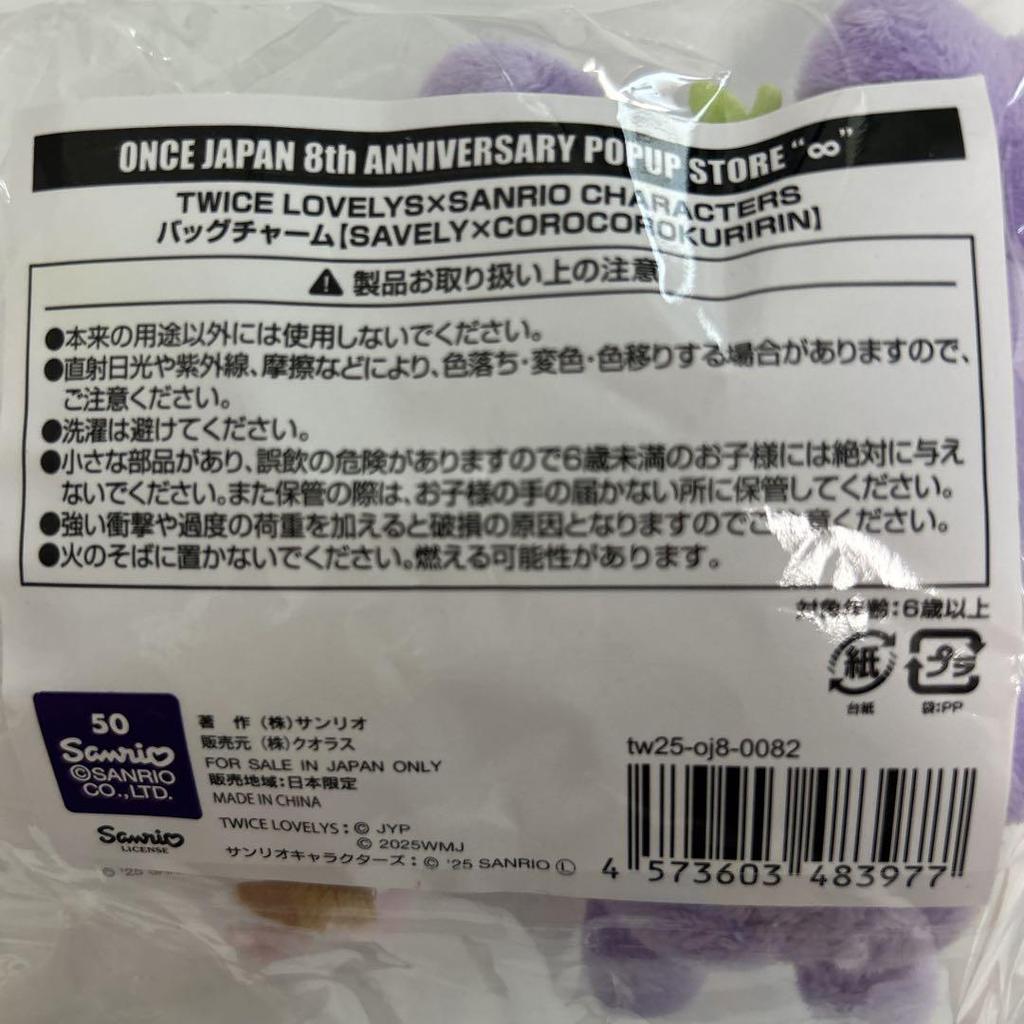 ONCE JAPAN 8th ANNIVERSARY POPUP STORE “∞”
TWICE LOVELYS×SANRIO CHARACTERS
バッグチャーム【SAVELY×COROCOROKURIRIN】
⚠ 製品お取り扱い上の注意
●本来の用途以外には使用しないでください。
●直射日光や紫外線、摩擦などにより、色落ち・変色・色移りする場合がありますので、
ご注意ください。
●洗濯は避けてください。
●小さな部品があり、誤飲の危険がありますので6歳未満のお子様には絶対に与え
ないでください。また保管の際は、お子様の手の届かない所に保管してください。
●強い衝撃や過度の荷重を加えると破損の原因となりますのでご注意ください。
●火のそばに置かないでください。燃える可能性があります。
対象年齢：6歳以上
紙
プラ
台紙
袋:PP
50
Sanrio
©SANRIO
CO.,LTD.
Sanrio
LICENSE
著 作 （株）サンリオ
販売元 （株）クオラス
FOR SALE IN JAPAN ONLY
販売地域：日本限定
MADE IN CHINA
TWICE LOVELYS：© JYP
© 2025WMJ
サンリオキャラクターズ：© '25 SANRIO Ⓛ
tw25-oj8-0082
4 573603 483977